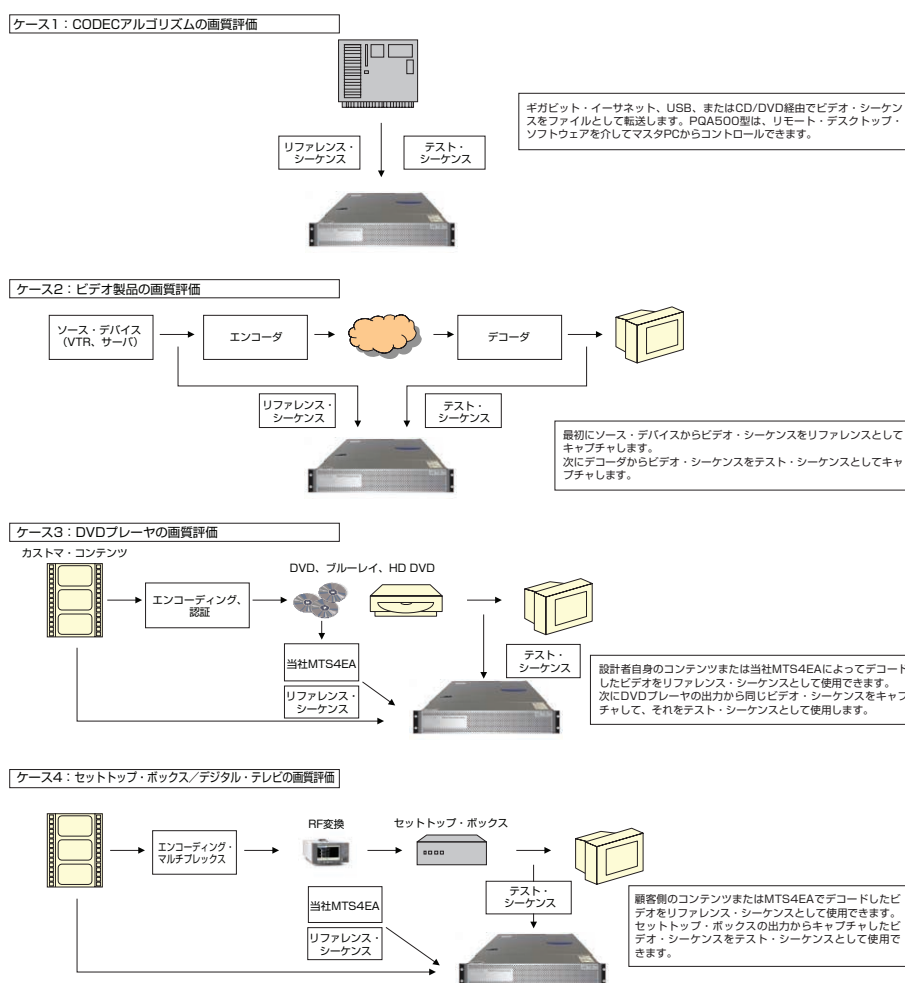 ケース1：CODECアルゴリズムの画質評価
リファレンス・
シーケンス
テスト・
シーケンス
ギガビット・イーサネット、USB、またはCD/DVD経由でビデオ・シーケン
スをファイルとして転送します。PQA500型は、リモート・デスクトップ・
ソフトウェアを介してマスタPCからコントロールできます。
ケース2：ビデオ製品の画質評価
ソース・デバイス
（VTR、サーバ）
エンコーダ
デコーダ
リファレンス・
シーケンス
テスト・
シーケンス
最初にソース・デバイスからビデオ・シーケンスをリファレンスとして
キャプチャします。
次にデコーダからビデオ・シーケンスをテスト・シーケンスとしてキャ
プチャします。
ケース3：DVDプレーヤの画質評価
カストマ・コンテンツ
エンコーディング、
認証
DVD、ブルーレイ、HD DVD
当社MTS4EA
リファレンス・
シーケンス
テスト・
シーケンス
設計者自身のコンテンツまたは当社MTS4EAによってデコード
したビデオをリファレンス・シーケンスとして使用できます。
次にDVDプレーヤの出力から同じビデオ・シーケンスをキャプ
チャして、それをテスト・シーケンスとして使用します。
ケース4：セットトップ・ボックス／デジタル・テレビの画質評価
エンコーディング・
マルチプレックス
RF変換
セットトップ・ボックス
当社MTS4EA
リファレンス・
シーケンス
テスト・
シーケンス
顧客側のコンテンツまたはMTS4EAでデコードしたビ
デオをリファレンス・シーケンスとして使用できます。
セットトップ・ボックスの出力からキャプチャしたビ
デオ・シーケンスをテスト・シーケンスとして使用で
きます。